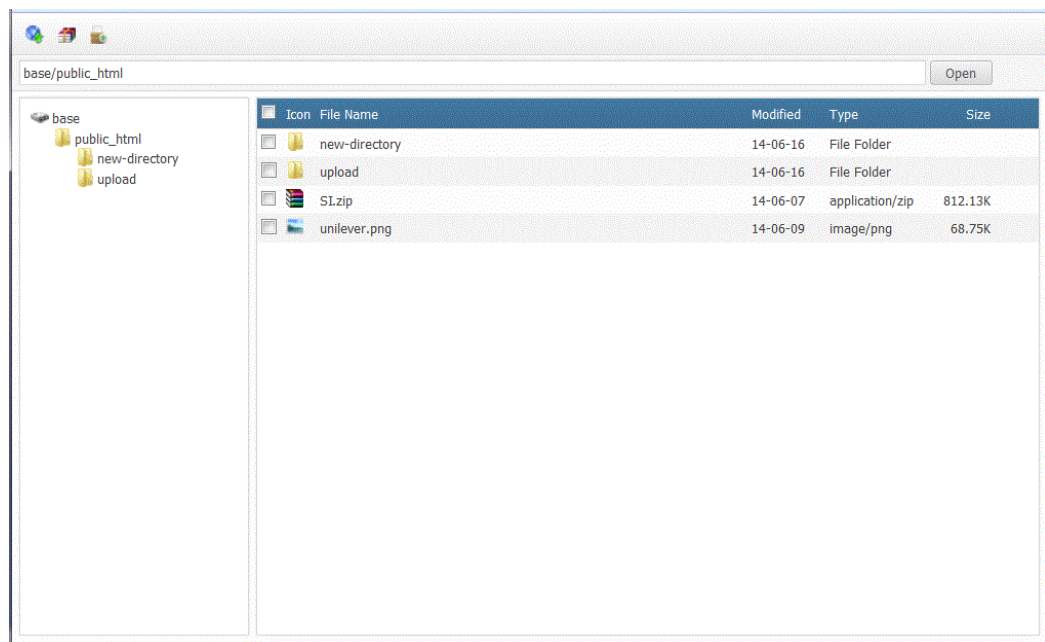 base/public_html Open
base
public_html
new-directory
upload
Icon File Name Modified Type Size
new-directory 14-06-16 File Folder
upload 14-06-16 File Folder
SI.zip 14-06-07 application/zip 812.13K
unilever.png 14-06-09 image/png 68.75K